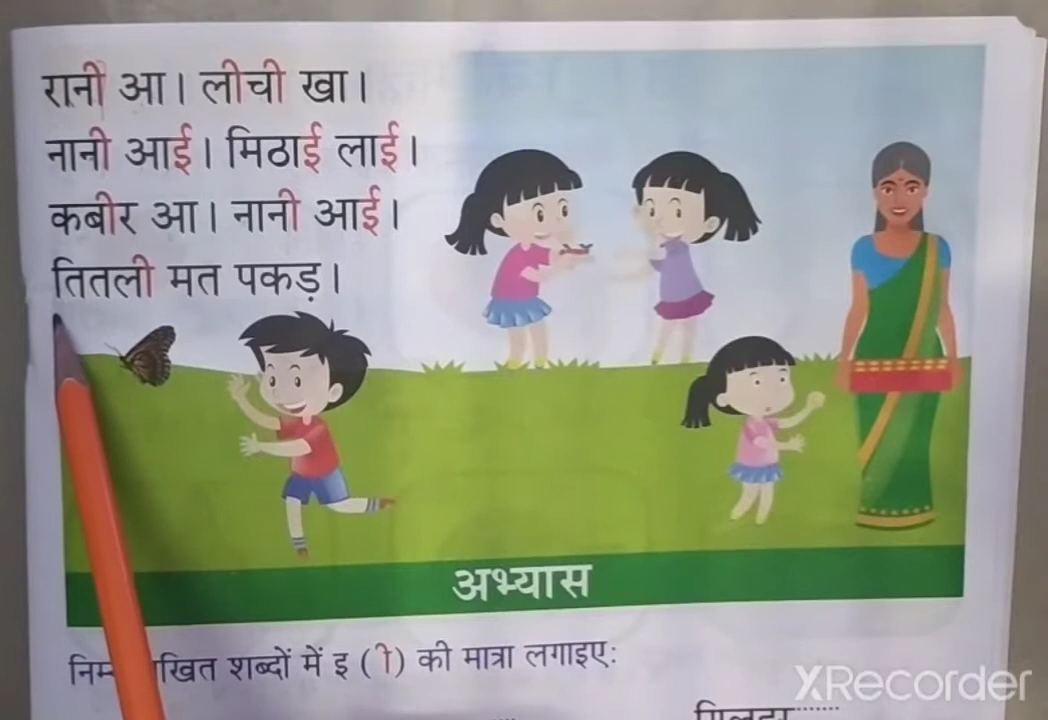 रानी आ। लीची खा।
नानी आई। मिठाई लाई।
कबीर आ। नानी आई।
तितली मत पकड़।
अभ्यास
शब्दों में इ (ी) की मात्रा लगाइए:
XRecorder